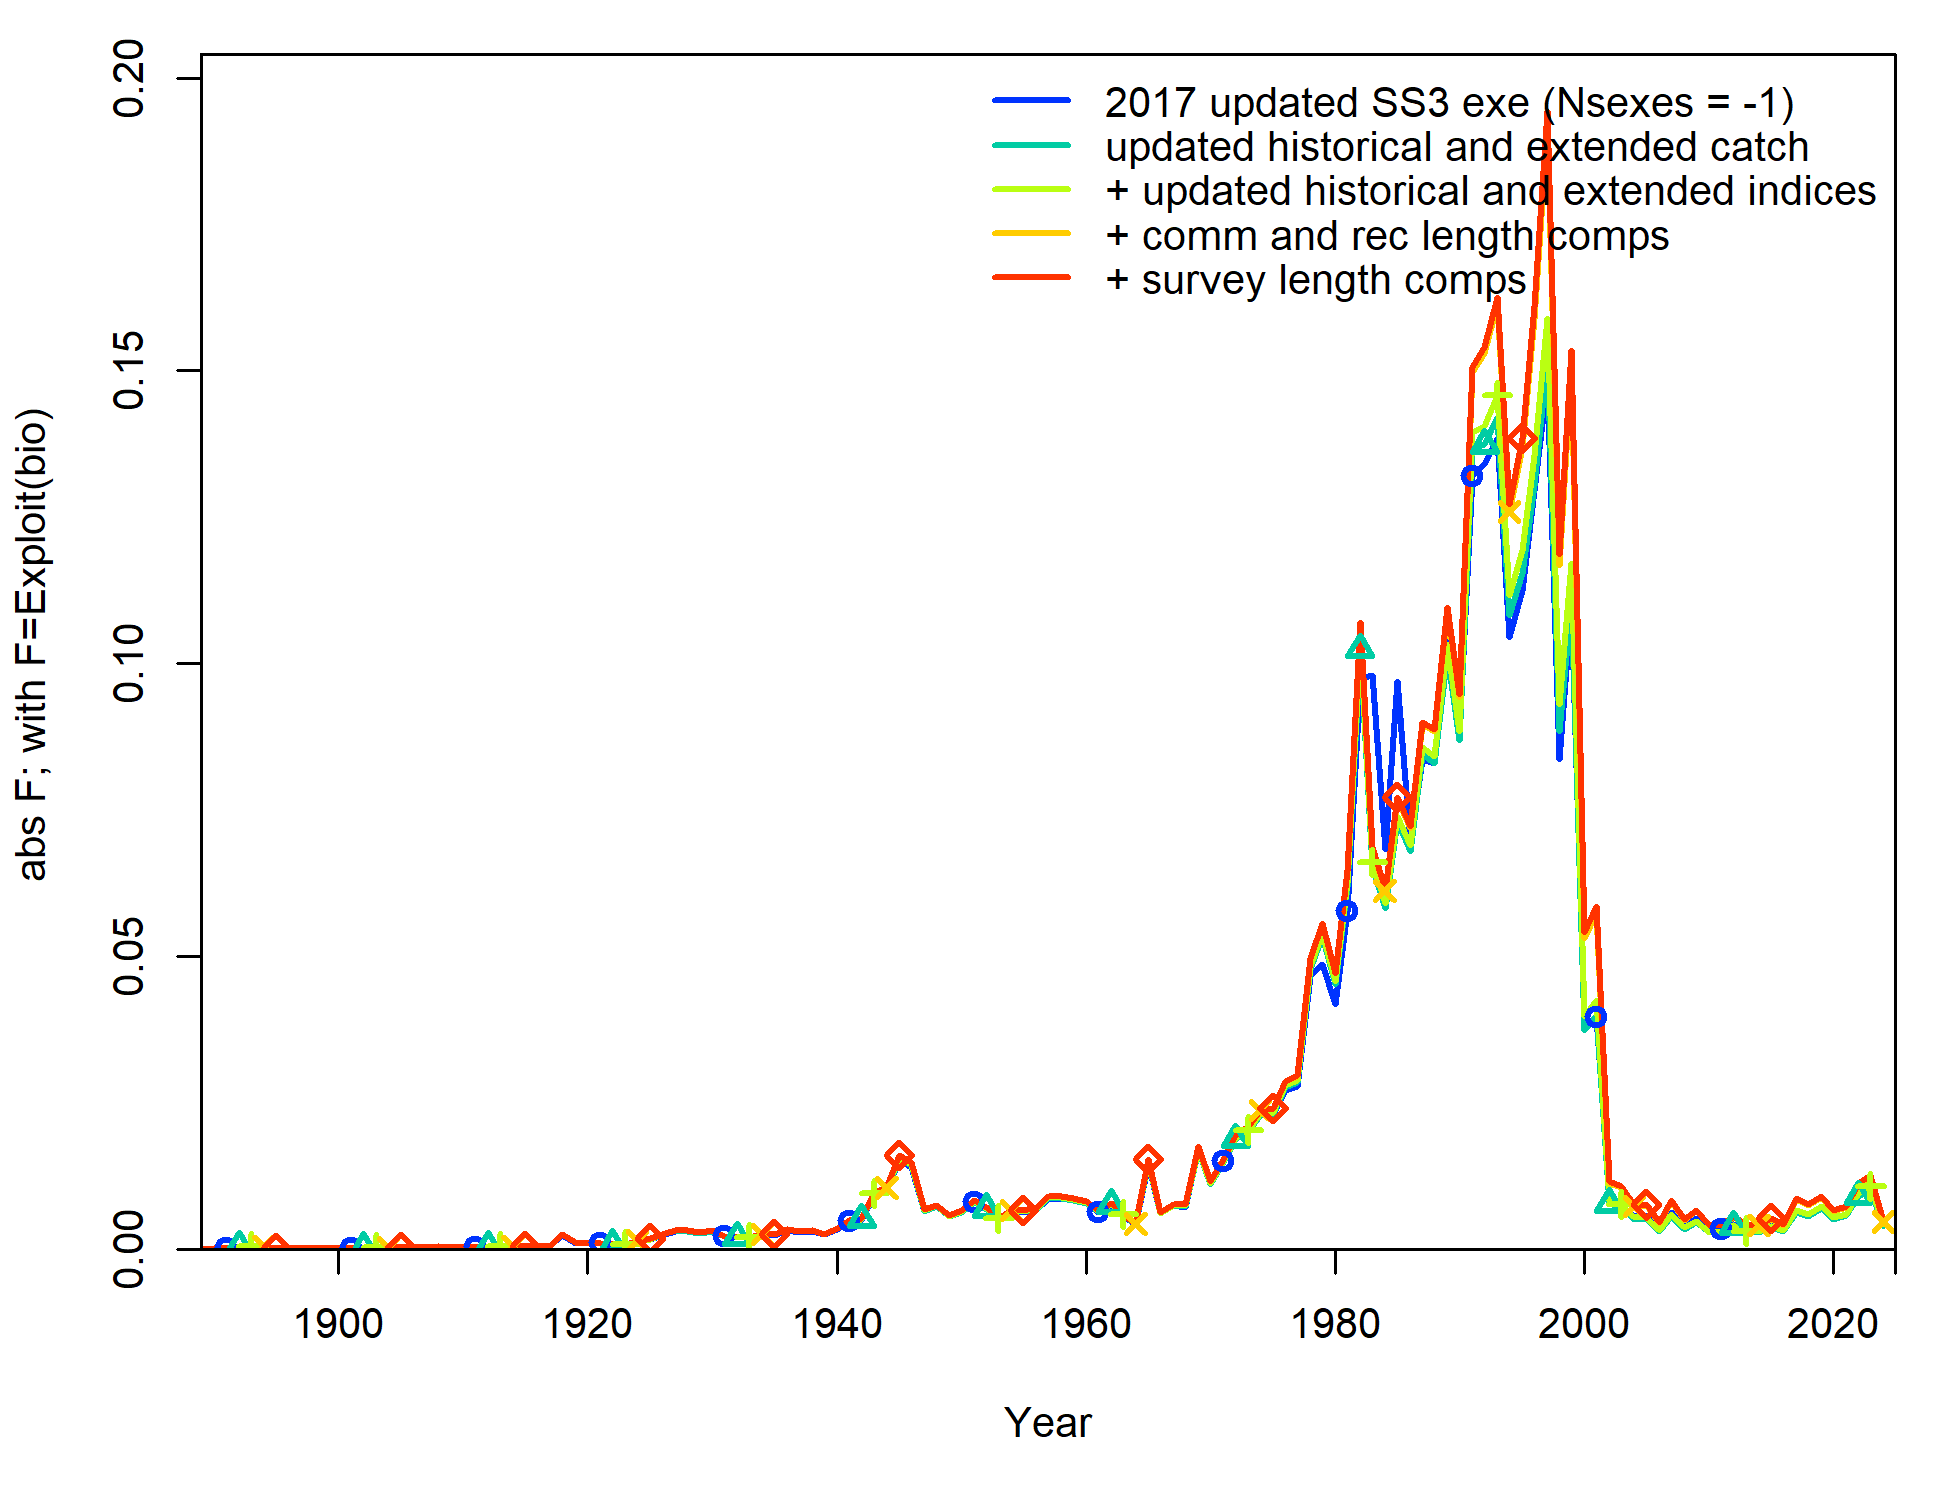 2017 updated SS3 exe (Nsexes = -1)
updated historical and extended catch
+ updated historical and extended indices
+ comm and rec length comps
+ survey length comps
abs F; with F=Exploit(bio)
0.20
0.15
0.10
0.05
0.00
1900 1920 1940 1960 1980 2000 2020
Year